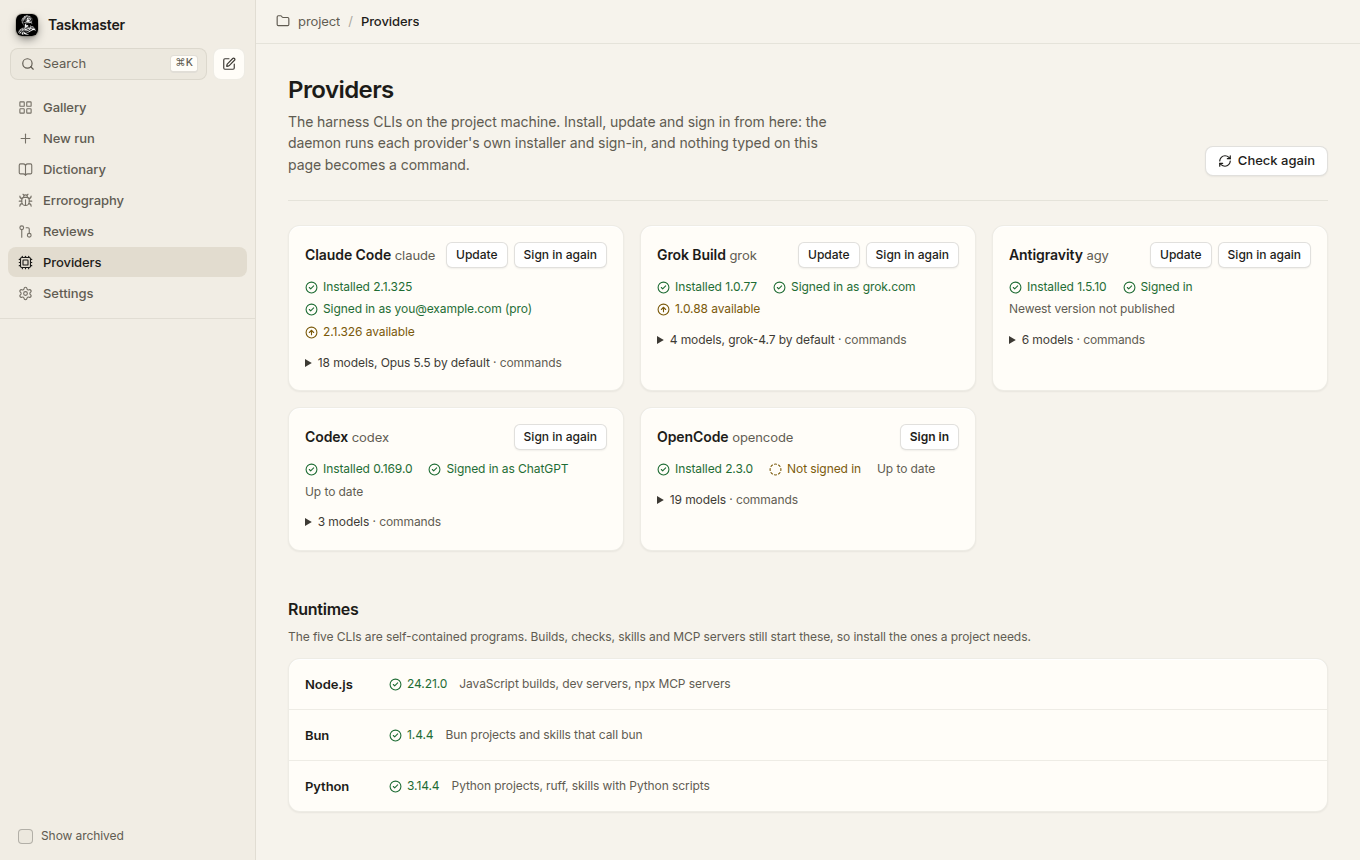 Taskmaster
Search ⌘K
Gallery
New run
Dictionary
Errorography
Reviews
Providers
Settings
Show archived
project / Providers
Providers
The harness CLIs on the project machine. Install, update and sign in from here: the
daemon runs each provider's own installer and sign-in, and nothing typed on this
page becomes a command.
Check again
Claude Code claude Update Sign in again
Installed 2.1.325
Signed in as you@example.com (pro)
2.1.326 available
18 models, Opus 5.5 by default · commands
Grok Build grok Update Sign in again
Installed 1.0.77 Signed in as grok.com
1.0.88 available
4 models, grok-4.7 by default · commands
Antigravity agy Update Sign in again
Installed 1.5.10 Signed in
Newest version not published
6 models · commands
Codex codex Sign in again
Installed 0.169.0 Signed in as ChatGPT
Up to date
3 models · commands
OpenCode opencode Sign in
Installed 2.3.0 Not signed in Up to date
19 models · commands
Runtimes
The five CLIs are self-contained programs. Builds, checks, skills and MCP servers still start these, so install the ones a project needs.
Node.js 24.21.0 JavaScript builds, dev servers, npx MCP servers
Bun 1.4.4 Bun projects and skills that call bun
Python 3.14.4 Python projects, ruff, skills with Python scripts